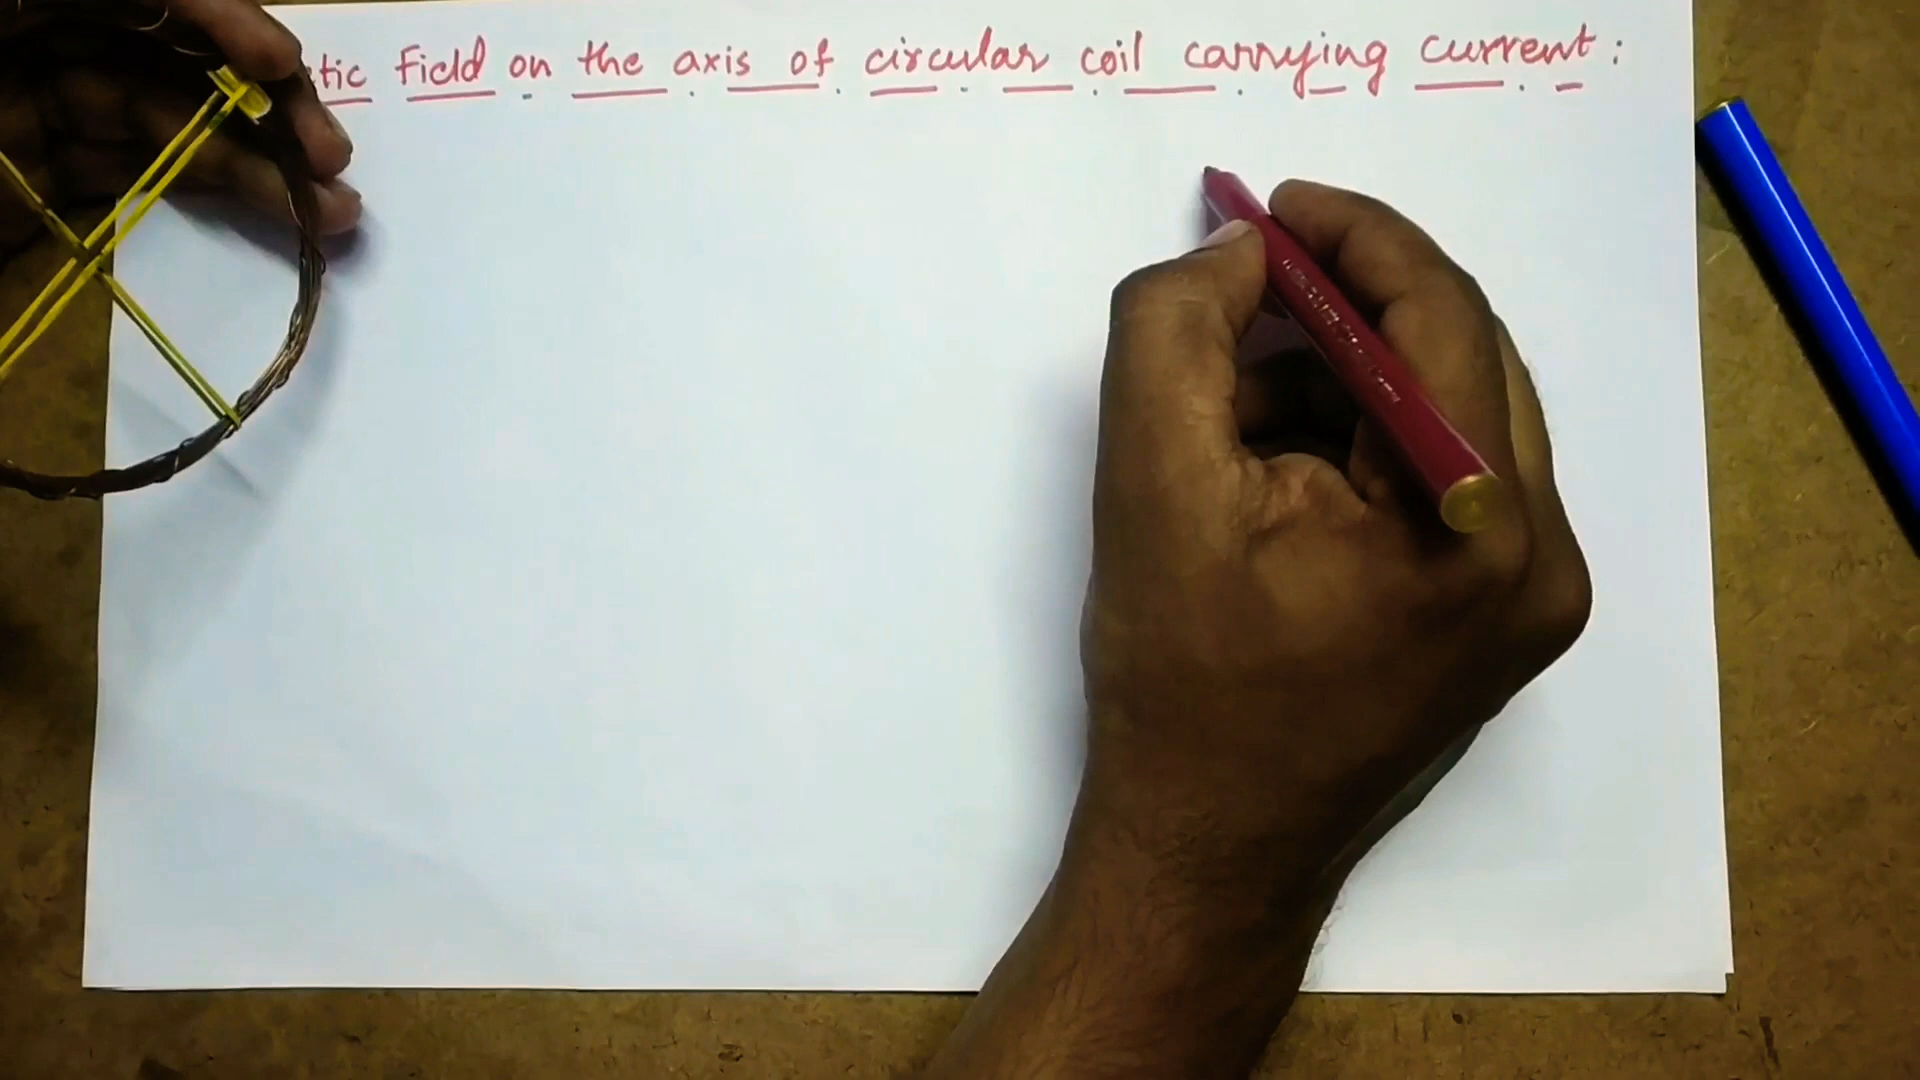 tic field on the axis of circular coil carrying current: